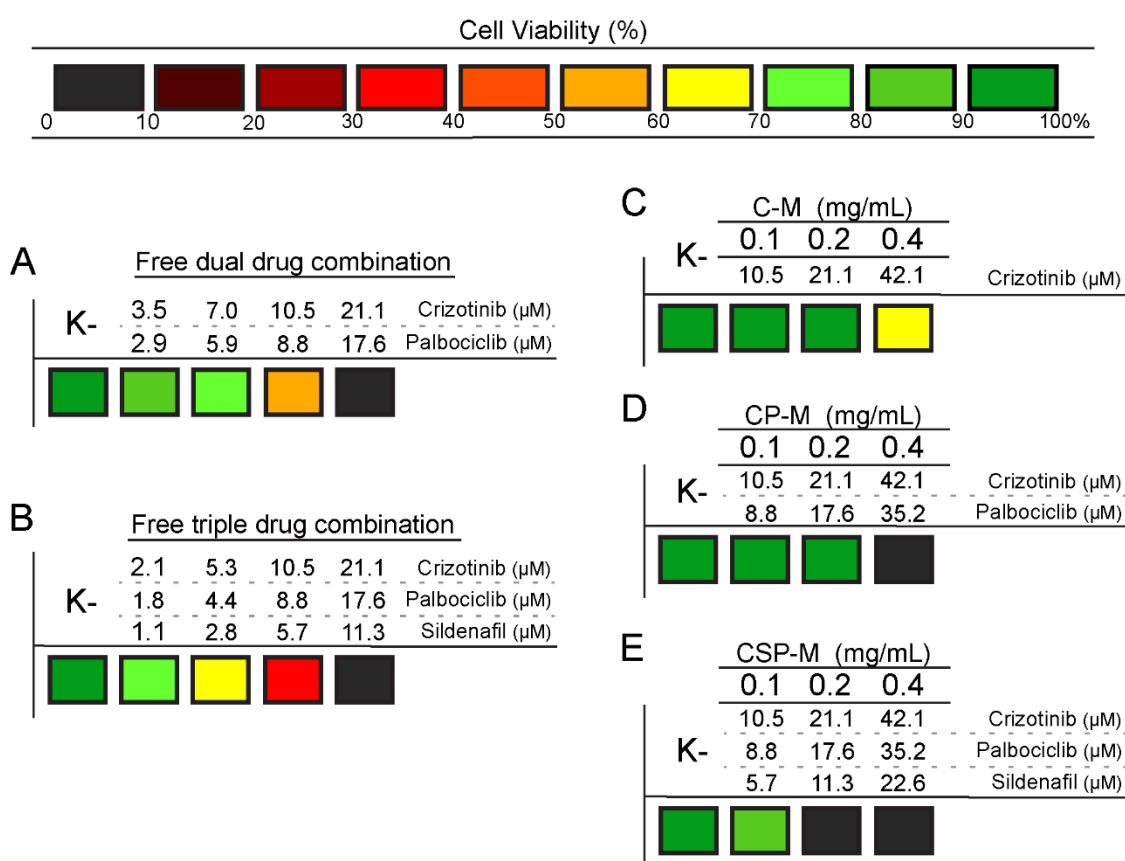 Cell Viability (%)
0 10 20 30 40 50 60 70 80 90 100%
A
Free dual drug combination
K-
3.5 7.0 10.5 21.1 Crizotinib (µM)
2.9 5.9 8.8 17.6 Palbociclib (µM)
B
Free triple drug combination
K-
2.1 5.3 10.5 21.1 Crizotinib (µM)
1.8 4.4 8.8 17.6 Palbociclib (µM)
1.1 2.8 5.7 11.3 Sildenafil (µM)
C
C-M (mg/mL)
K-
0.1 0.2 0.4
10.5 21.1 42.1 Crizotinib (µM)
D
CP-M (mg/mL)
0.1 0.2 0.4
K-
10.5 21.1 42.1 Crizotinib (µM)
8.8 17.6 35.2 Palbociclib (µM)
E
CSP-M (mg/mL)
0.1 0.2 0.4
K-
10.5 21.1 42.1 Crizotinib (µM)
8.8 17.6 35.2 Palbociclib (µM)
5.7 11.3 22.6 Sildenafil (µM)